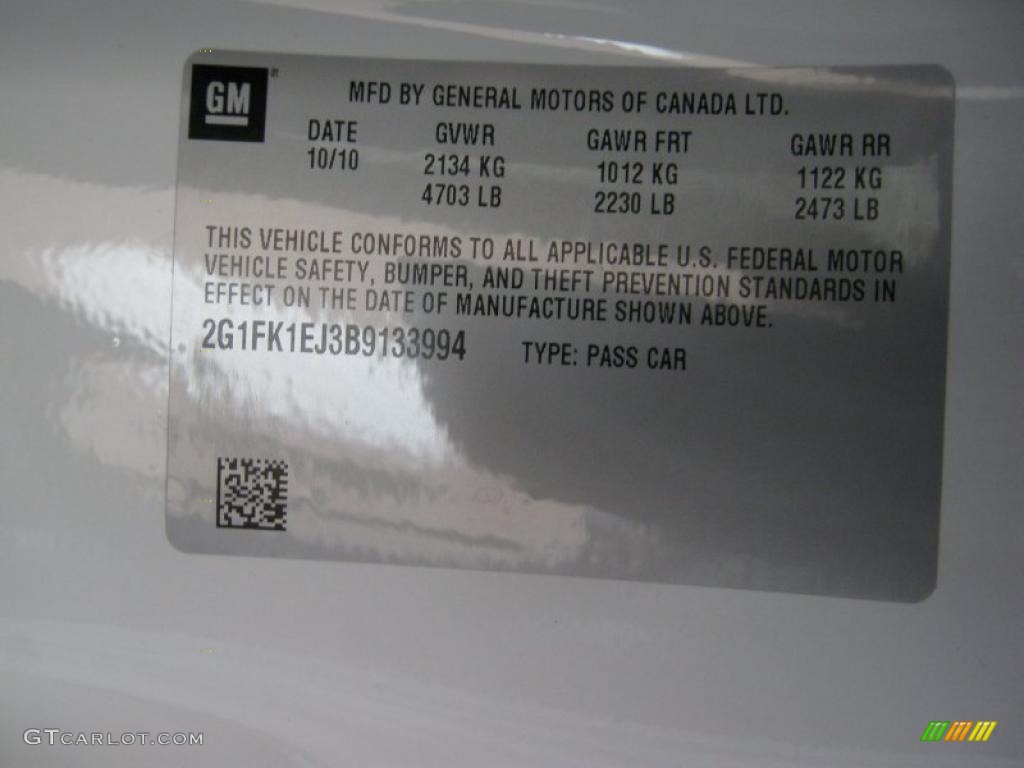 GM
MFD BY GENERAL MOTORS OF CANADA LTD.
DATE GVWR GAWR FRT GAWR RR
10/10 2134 KG 1012 KG 1122 KG
4703 LB 2230 LB 2473 LB
THIS VEHICLE CONFORMS TO ALL APPLICABLE U.S. FEDERAL MOTOR
VEHICLE SAFETY, BUMPER, AND THEFT PREVENTION STANDARDS IN
EFFECT ON THE DATE OF MANUFACTURE SHOWN ABOVE.
2G1FK1EJ3B9133994 TYPE: PASS CAR
GTCARLOT.COM